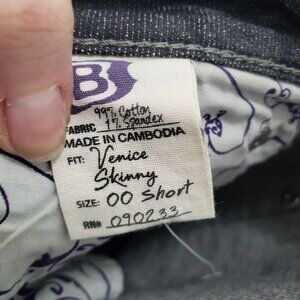 B
99% Cotton
FABRIC 1% Spandex
MADE IN CAMBODIA
FIT: Venice
Skinny
SIZE: 00 Short
RN# 090233